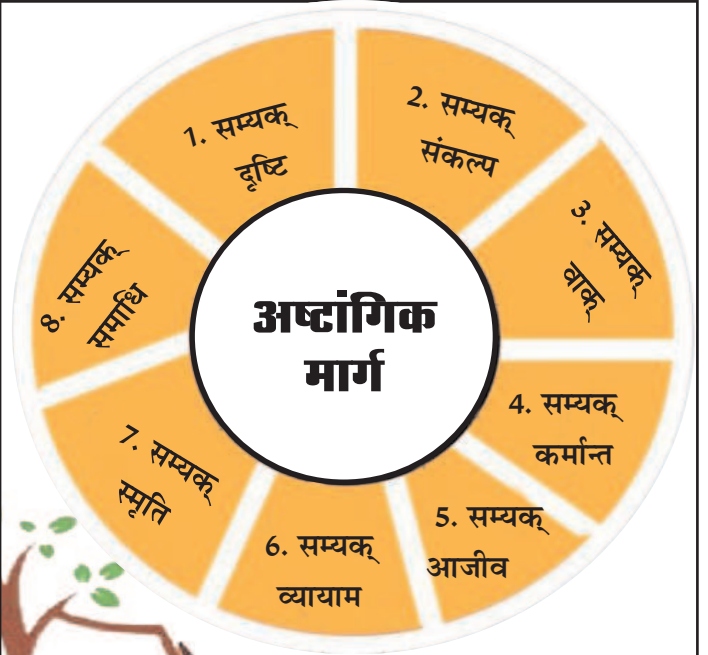 अष्टांगिक
मार्ग
1. सम्यक्
दृष्टि
2. सम्यक्
संकल्प
3. सम्यक्
वाक्
4. सम्यक्
कर्मान्त
5. सम्यक्
आजीव
6. सम्यक्
व्यायाम
7. सम्यक्
स्मृति
8. सम्यक्
समाधि